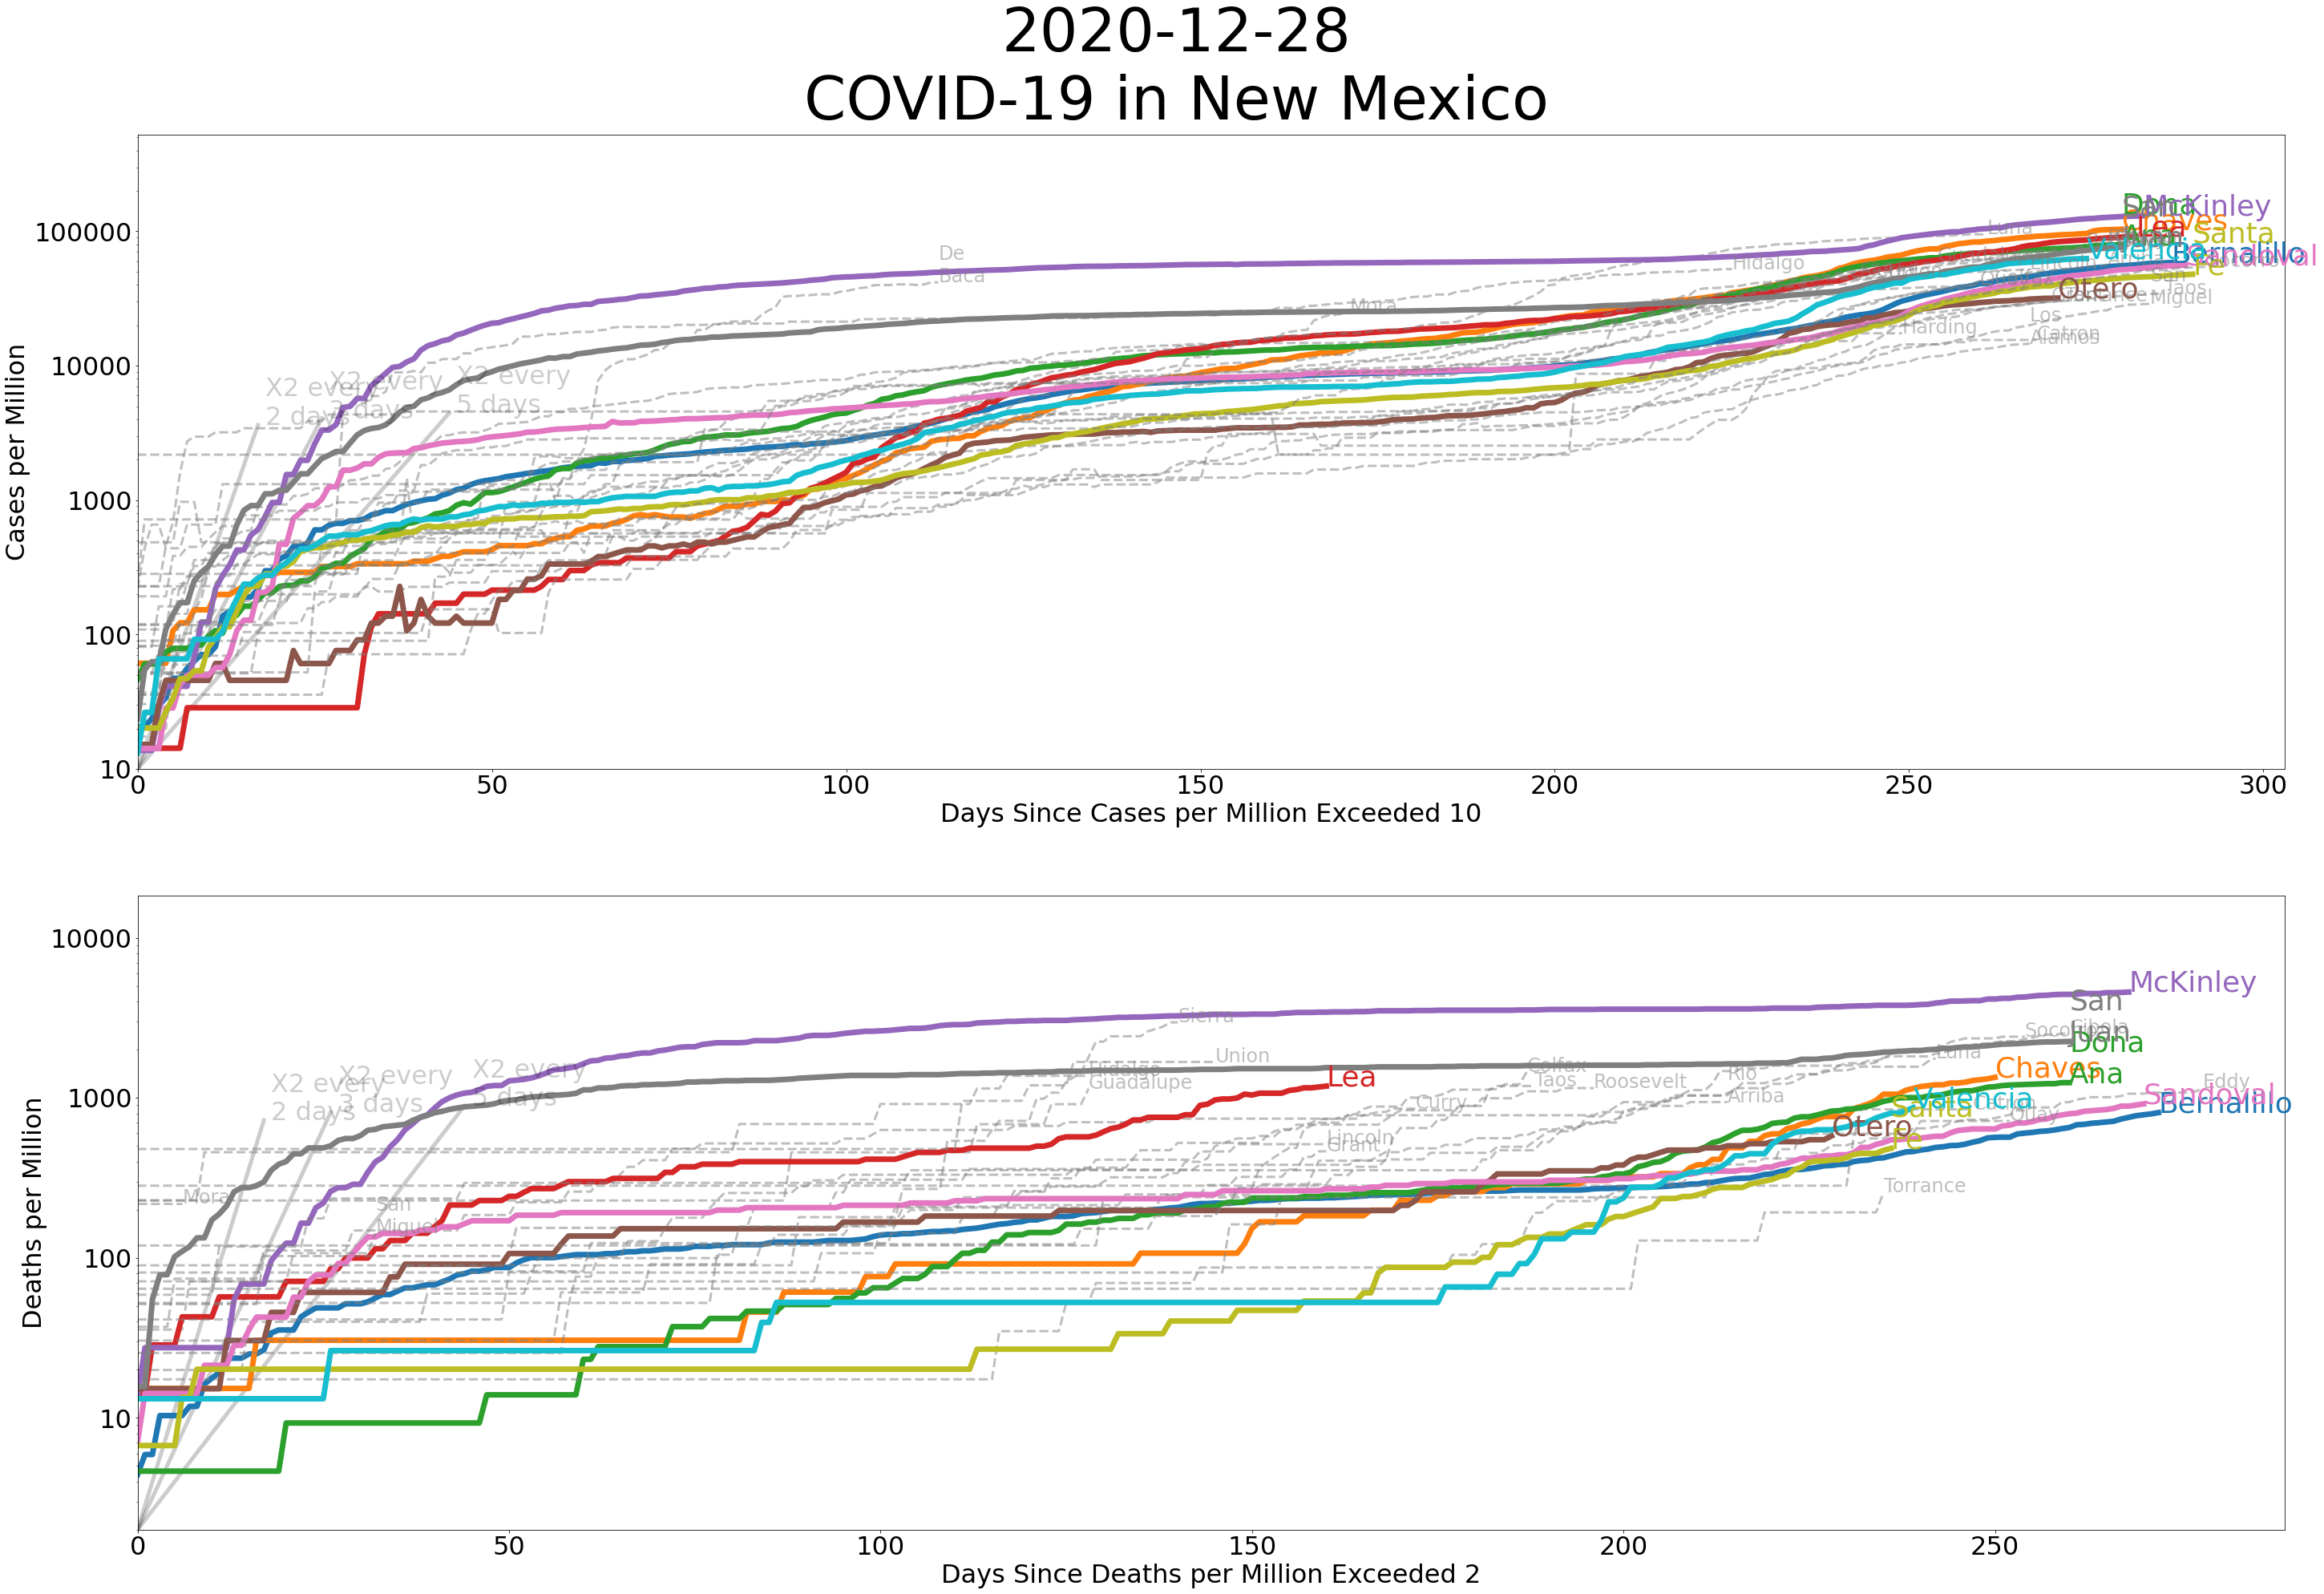 2020-12-28
COVID-19 in New Mexico
Cases per Million
100000
10000
1000
100
10
X2 every
2 days
X2 every
3 days
X2 every
5 days
De
Baca
Mora
Hidalgo
Luna
Harding
Los
Alamos
Catron
Taos
San
Miguel
Dona
Ana
San
McKinley
Chaves
Lea
Santa
Fe
Valencia
Bernalillo
Sandoval
Otero
0
50
100
150
200
250
300
Days Since Cases per Million Exceeded 10
Deaths per Million
10000
1000
100
10
X2 every
2 days
X2 every
3 days
X2 every
5 days
Mora
San
Miguel
Sierra
Union
Hidalgo
Guadalupe
Lincoln
Grant
Curry
Colfax
Taos
Roosevelt
Rio
Arriba
Torrance
Luna
Socorro
Cibola
Catron
Quay
Eddy
McKinley
San
Juan
Dona
Ana
Chaves
Lea
Sandoval
Bernalillo
Valencia
Santa
Fe
Otero
0
50
100
150
200
250
Days Since Deaths per Million Exceeded 2